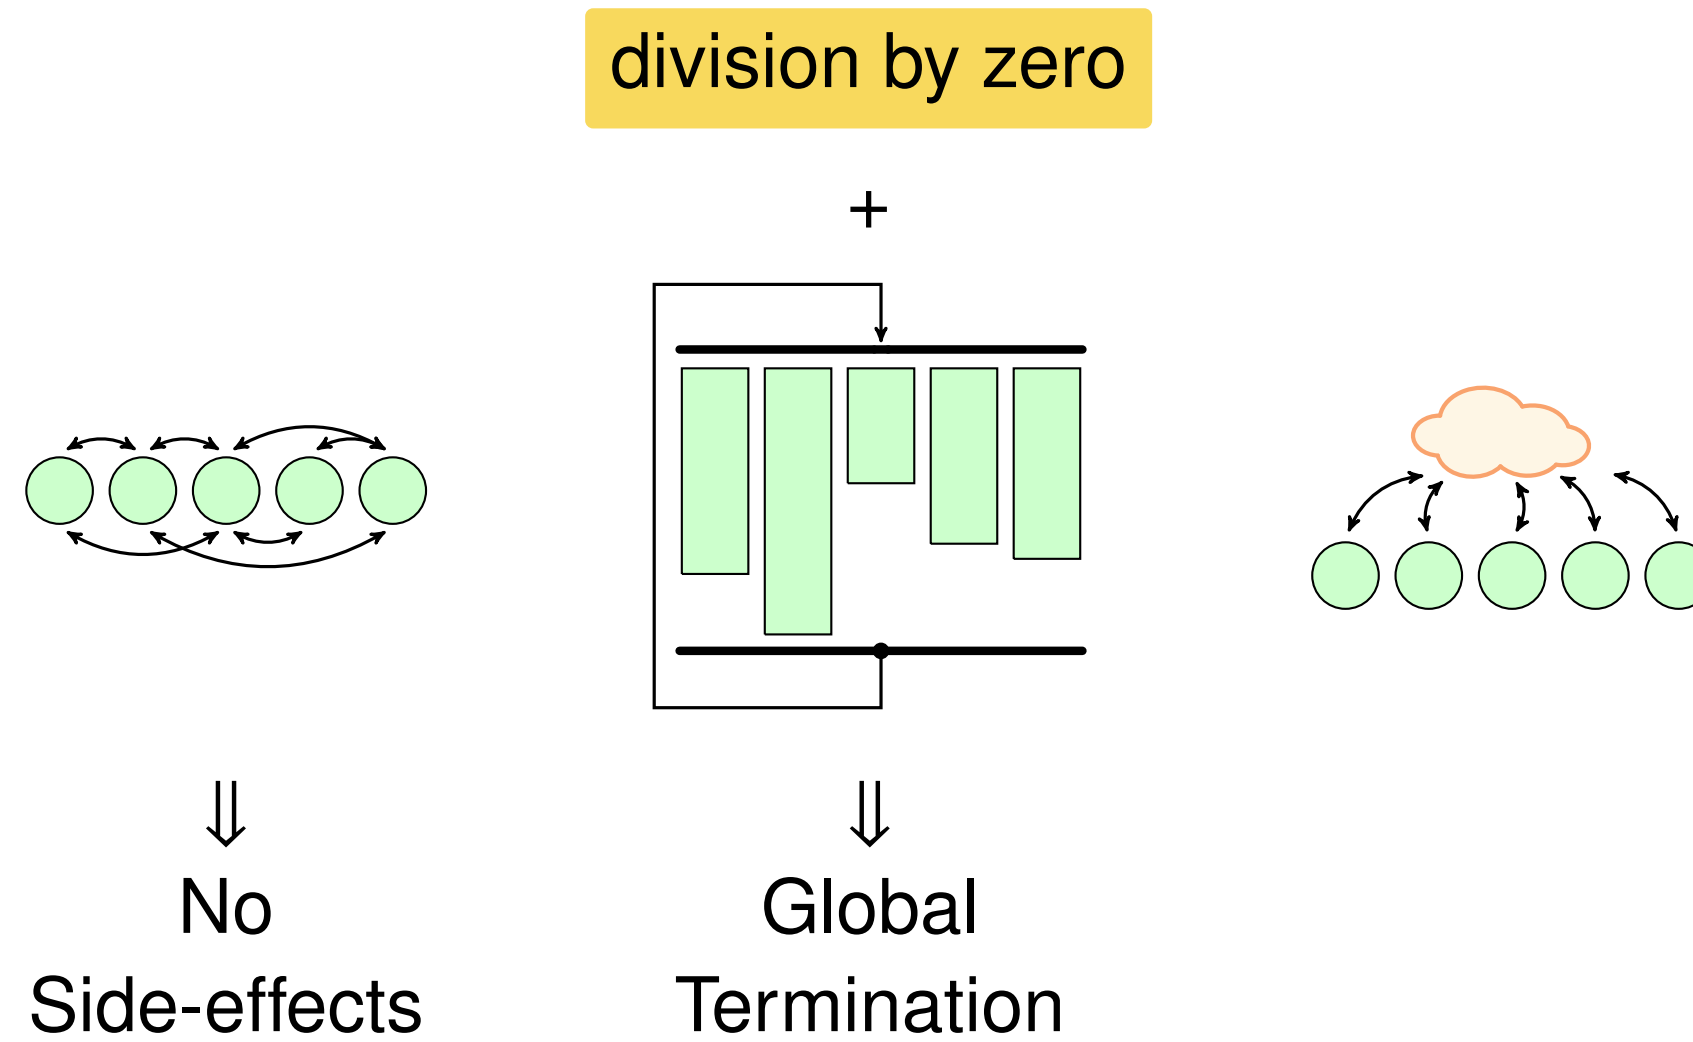 division by zero
+
⇓
⇓
No
Side-effects
Global
Termination